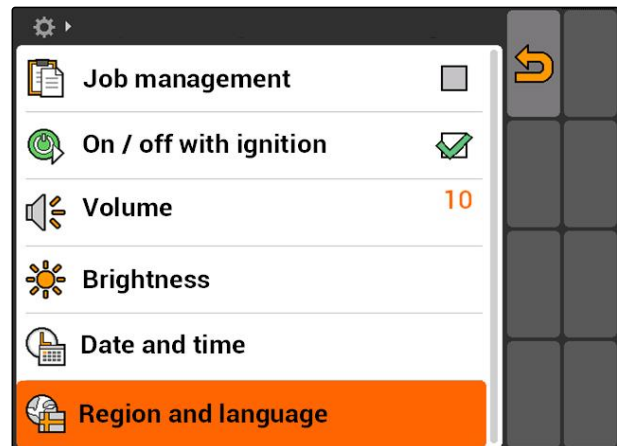 Job management
On / off with ignition
Volume
10
Brightness
Date and time
Region and language